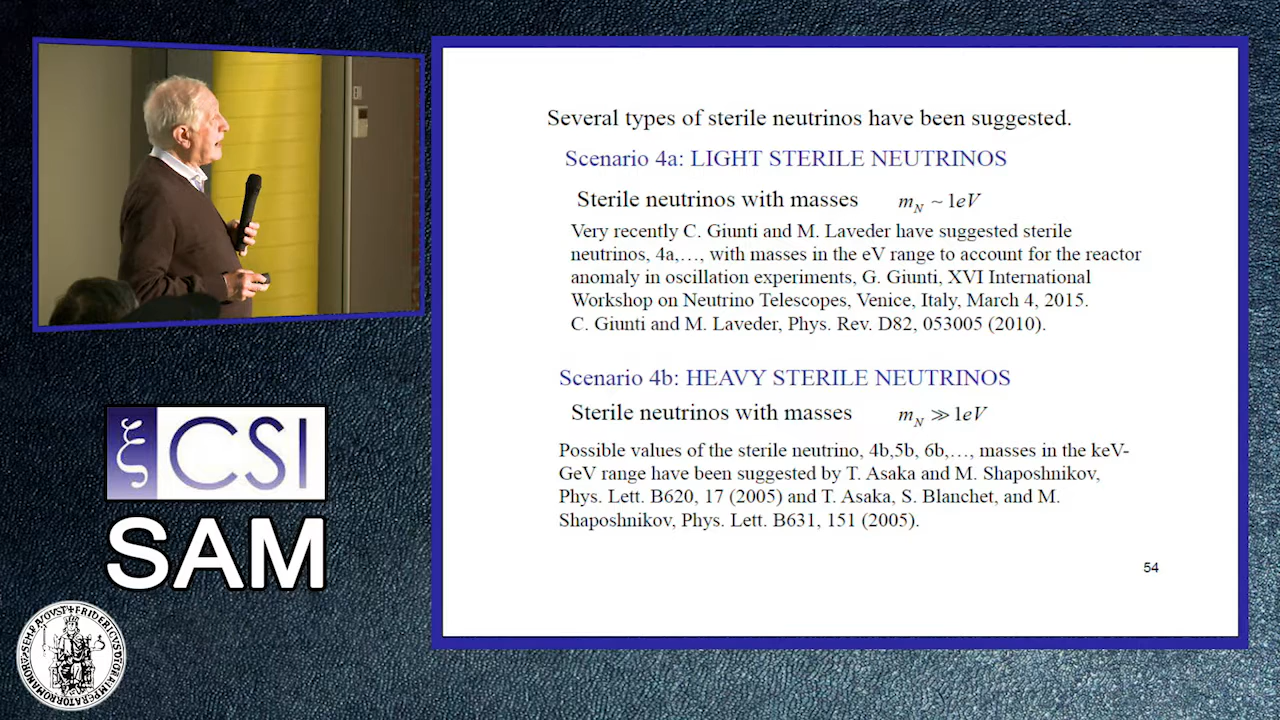 Several types of sterile neutrinos have been suggested.
Scenario 4a: LIGHT STERILE NEUTRINOS
Sterile neutrinos with masses m_N ~ 1eV
Very recently C. Giunti and M. Laveder have suggested sterile
neutrinos, 4a,…, with masses in the eV range to account for the reactor
anomaly in oscillation experiments, G. Giunti, XVI International
Workshop on Neutrino Telescopes, Venice, Italy, March 4, 2015.
C. Giunti and M. Laveder, Phys. Rev. D82, 053005 (2010).
Scenario 4b: HEAVY STERILE NEUTRINOS
Sterile neutrinos with masses m_N ≫ 1eV
Possible values of the sterile neutrino, 4b,5b, 6b,…, masses in the keV-
GeV range have been suggested by T. Asaka and M. Shaposhnikov,
Phys. Lett. B620, 17 (2005) and T. Asaka, S. Blanchet, and M.
Shaposhnikov, Phys. Lett. B631, 151 (2005).
54
ξ CSI
SAM